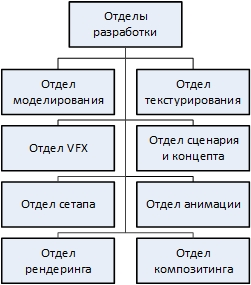 Отделы
разработки
Отдел
моделирования
Отдел
текстурирования
Отдел VFX
Отдел сценария
и концепта
Отдел сетапа
Отдел анимации
Отдел
рендеринга
Отдел
композитинга